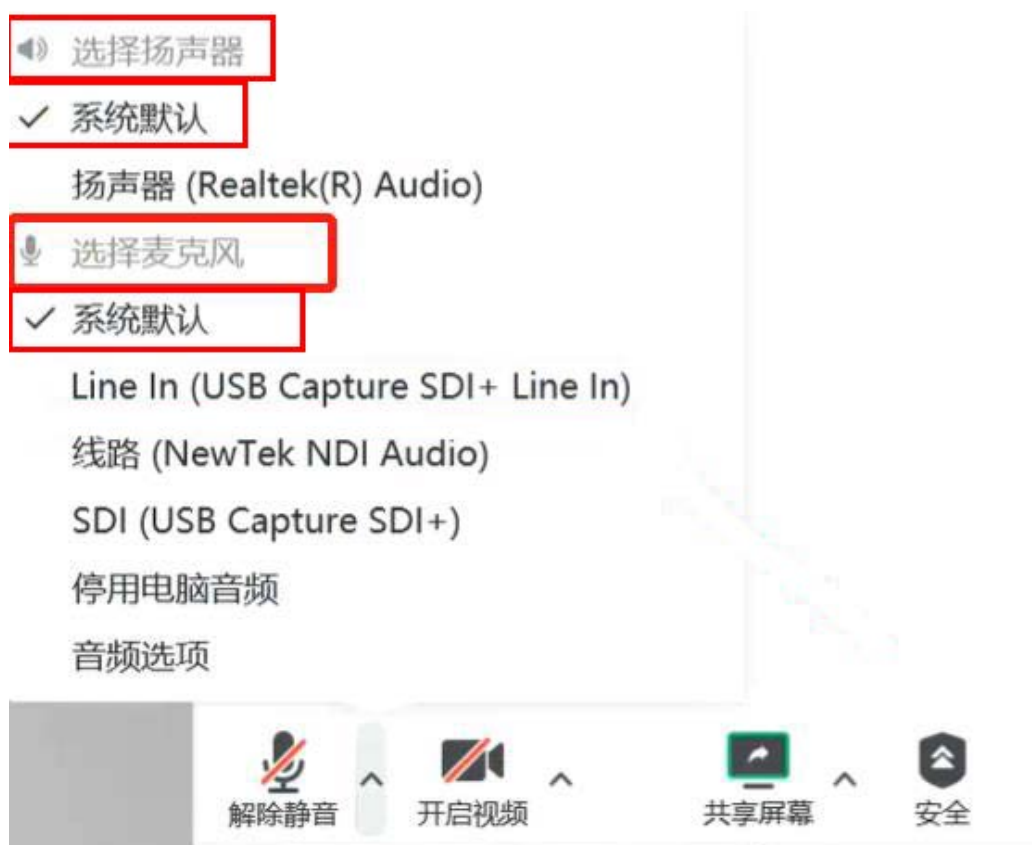 选择扬声器
系统默认
扬声器 (Realtek(R) Audio)
选择麦克风
系统默认
Line In (USB Capture SDI+ Line In)
线路 (NewTek NDI Audio)
SDI (USB Capture SDI+)
停用电脑音频
音频选项
解除静音 开启视频 共享屏幕 安全